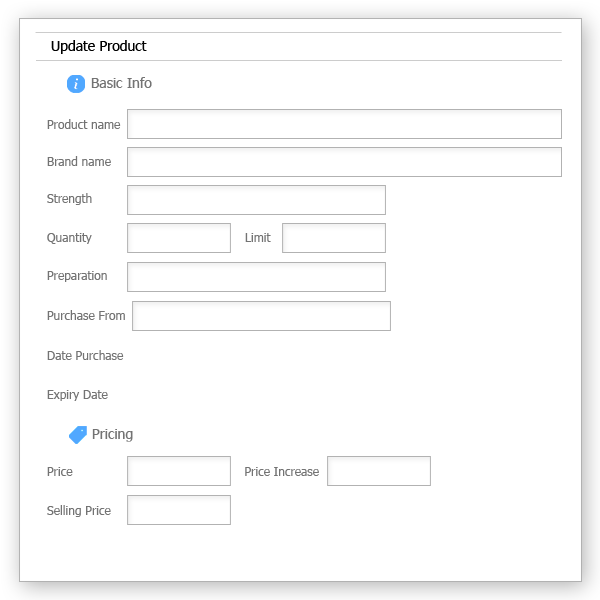 Update Product
Basic Info
Product name
Brand name
Strength
Quantity Limit
Preparation
Purchase From
Date Purchase
Expiry Date
Pricing
Price Price Increase
Selling Price